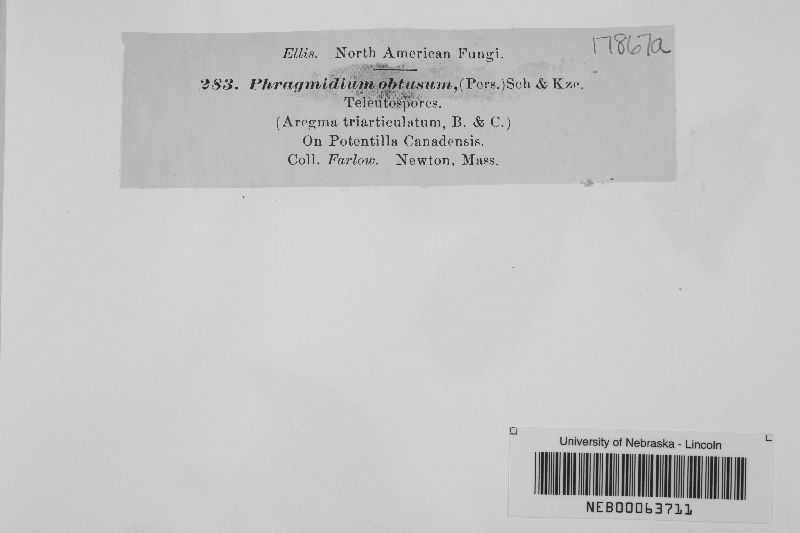 Ellis. North American Fungi.
17867a
283. Phragmidium obtusum, (Pers.) Sch & Kze.
Teleutospores.
(Aregma triarticulatum, B. & C.)
On Potentilla Canadensis.
Coll. Farlow. Newton, Mass.
University of Nebraska - Lincoln
NEB00063711